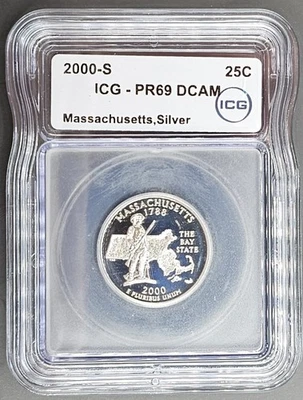 2000-S 25C
ICG - PR69 DCAM
ICG
Massachusetts,Silver
MASSACHUSETTS
1788
THE
BAY
STATE
2000
E PLURIBUS UNUM